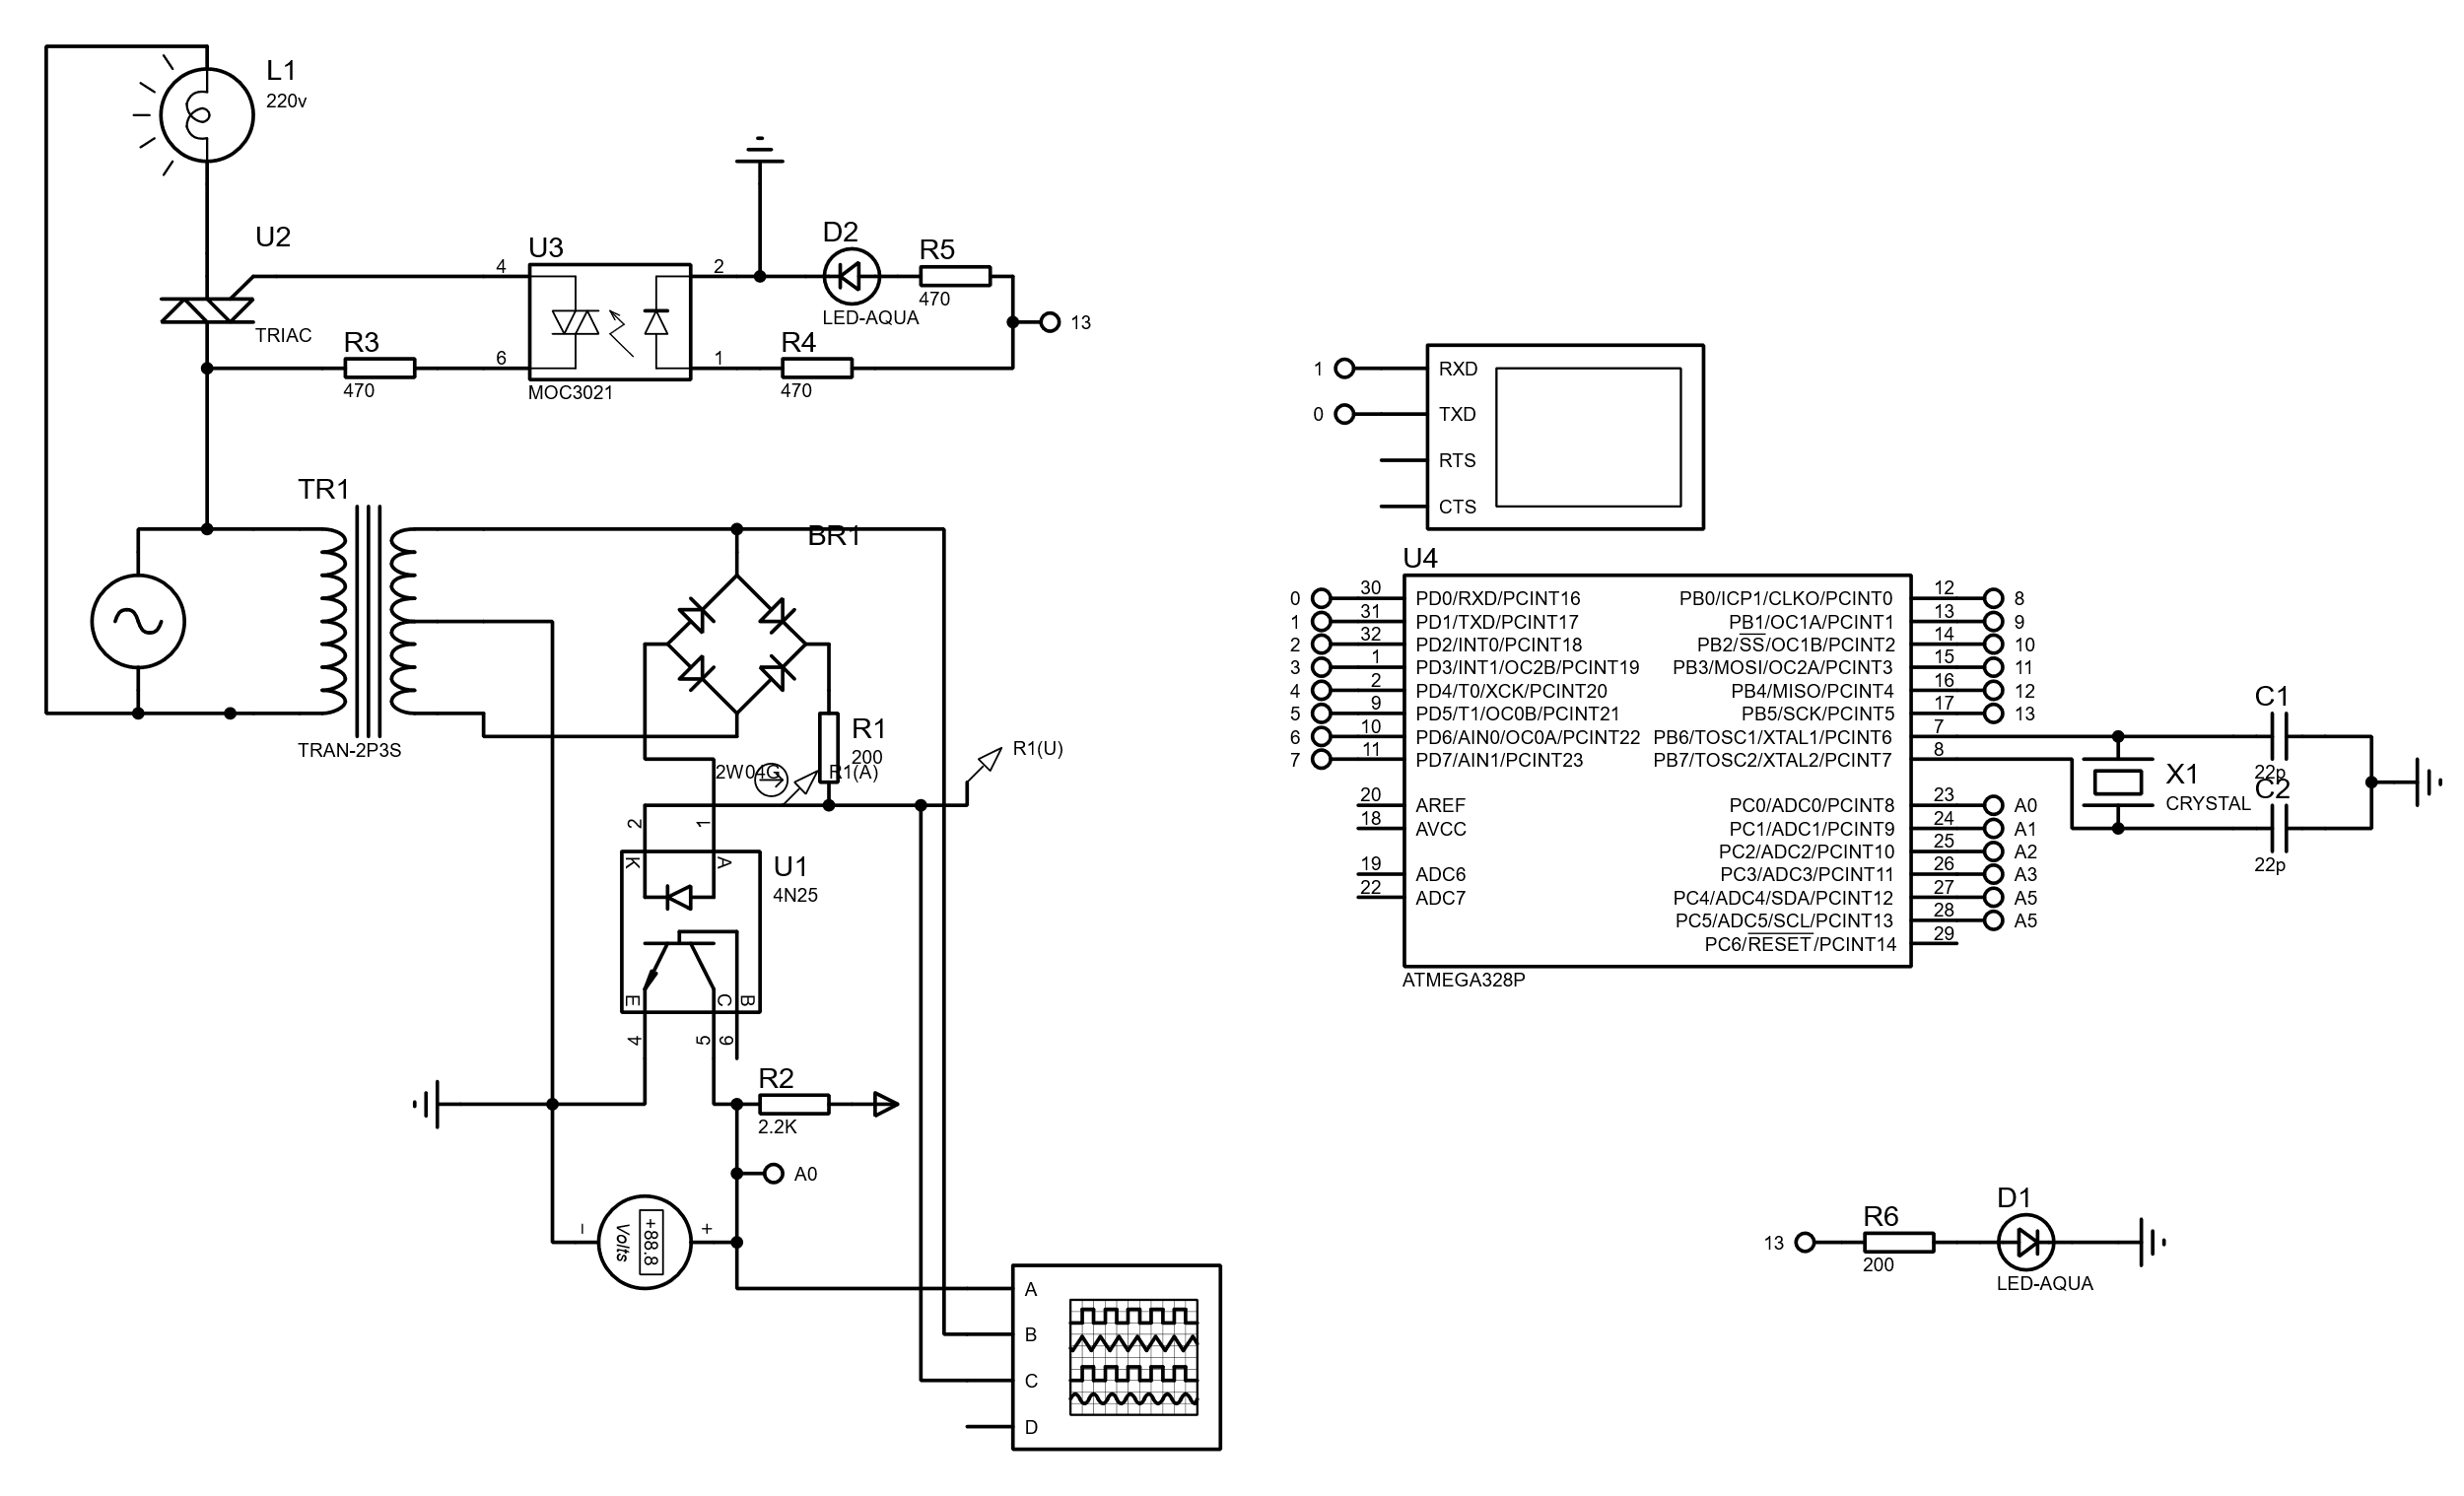 L1
220v
U2
TRIAC
U3
4
6
2
1
MOC3021
R3
470
D2
LED-AQUA
R5
470
R4
470
13
TR1
TRAN-2P3S
BR1
2W04G
R1
200
R1(A)
R1(U)
2
1
K
A
U1
4N25
E
C
B
4
5
6
R2
2.2K
A0
+88.8
Volts
−
+
A
B
C
D
1
RXD
0
TXD
RTS
CTS
U4
0 30 PD0/RXD/PCINT16
1 31 PD1/TXD/PCINT17
2 32 PD2/INT0/PCINT18
3 1 PD3/INT1/OC2B/PCINT19
4 2 PD4/T0/XCK/PCINT20
5 9 PD5/T1/OC0B/PCINT21
6 10 PD6/AIN0/OC0A/PCINT22
7 11 PD7/AIN1/PCINT23
20 AREF
18 AVCC
19 ADC6
22 ADC7
PB0/ICP1/CLKO/PCINT0 12 8
PB1/OC1A/PCINT1 13 9
PB2/SS/OC1B/PCINT2 14 10
PB3/MOSI/OC2A/PCINT3 15 11
PB4/MISO/PCINT4 16 12
PB5/SCK/PCINT5 17 13
PB6/TOSC1/XTAL1/PCINT6 7
PB7/TOSC2/XTAL2/PCINT7 8
PC0/ADC0/PCINT8 23 A0
PC1/ADC1/PCINT9 24 A1
PC2/ADC2/PCINT10 25 A2
PC3/ADC3/PCINT11 26 A3
PC4/ADC4/SDA/PCINT12 27 A5
PC5/ADC5/SCL/PCINT13 28 A5
PC6/RESET/PCINT14 29
ATMEGA328P
C1
22p
X1
CRYSTAL
C2
22p
13
R6
200
D1
LED-AQUA